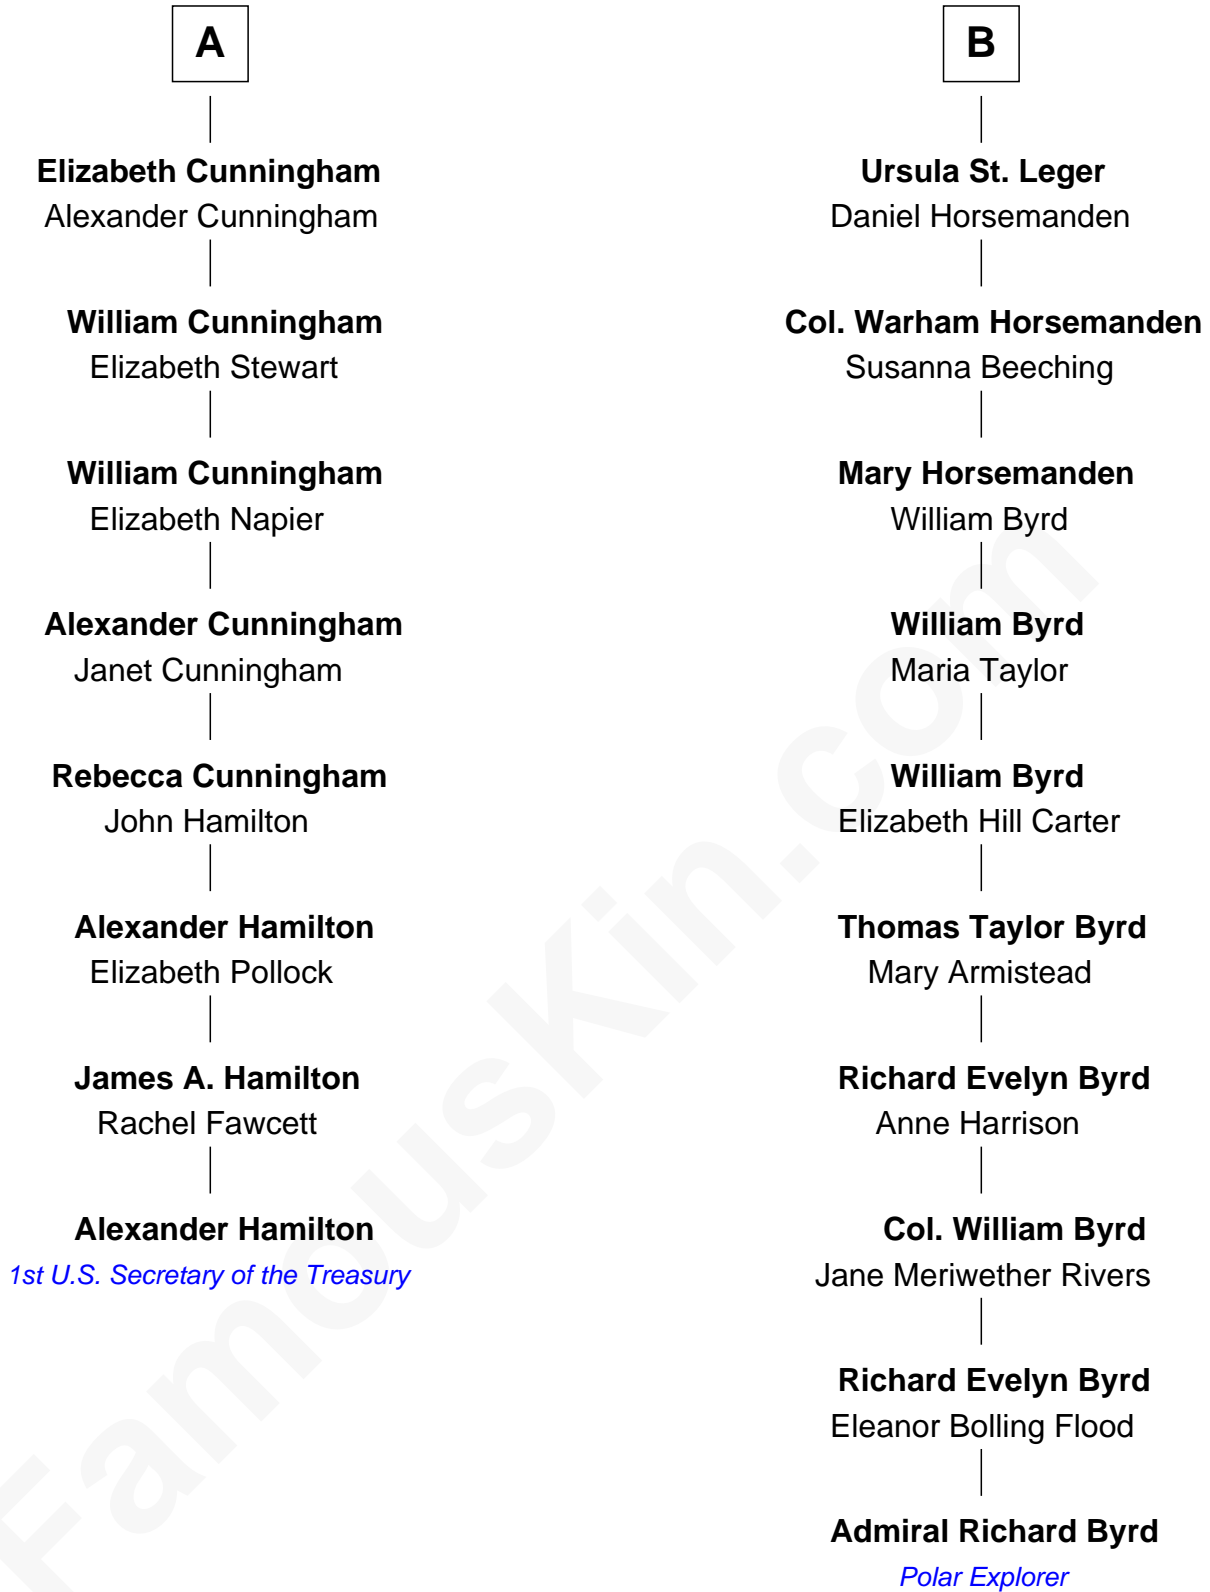 A
Elizabeth Cunningham
Alexander Cunningham
William Cunningham
Elizabeth Stewart
William Cunningham
Elizabeth Napier
Alexander Cunningham
Janet Cunningham
Rebecca Cunningham
John Hamilton
Alexander Hamilton
Elizabeth Pollock
James A. Hamilton
Rachel Fawcett
Alexander Hamilton
1st U.S. Secretary of the Treasury
B
Ursula St. Leger
Daniel Horsemanden
Col. Warham Horsemanden
Susanna Beeching
Mary Horsemanden
William Byrd
William Byrd
Maria Taylor
William Byrd
Elizabeth Hill Carter
Thomas Taylor Byrd
Mary Armistead
Richard Evelyn Byrd
Anne Harrison
Col. William Byrd
Jane Meriwether Rivers
Richard Evelyn Byrd
Eleanor Bolling Flood
Admiral Richard Byrd
Polar Explorer
FamousKin.com